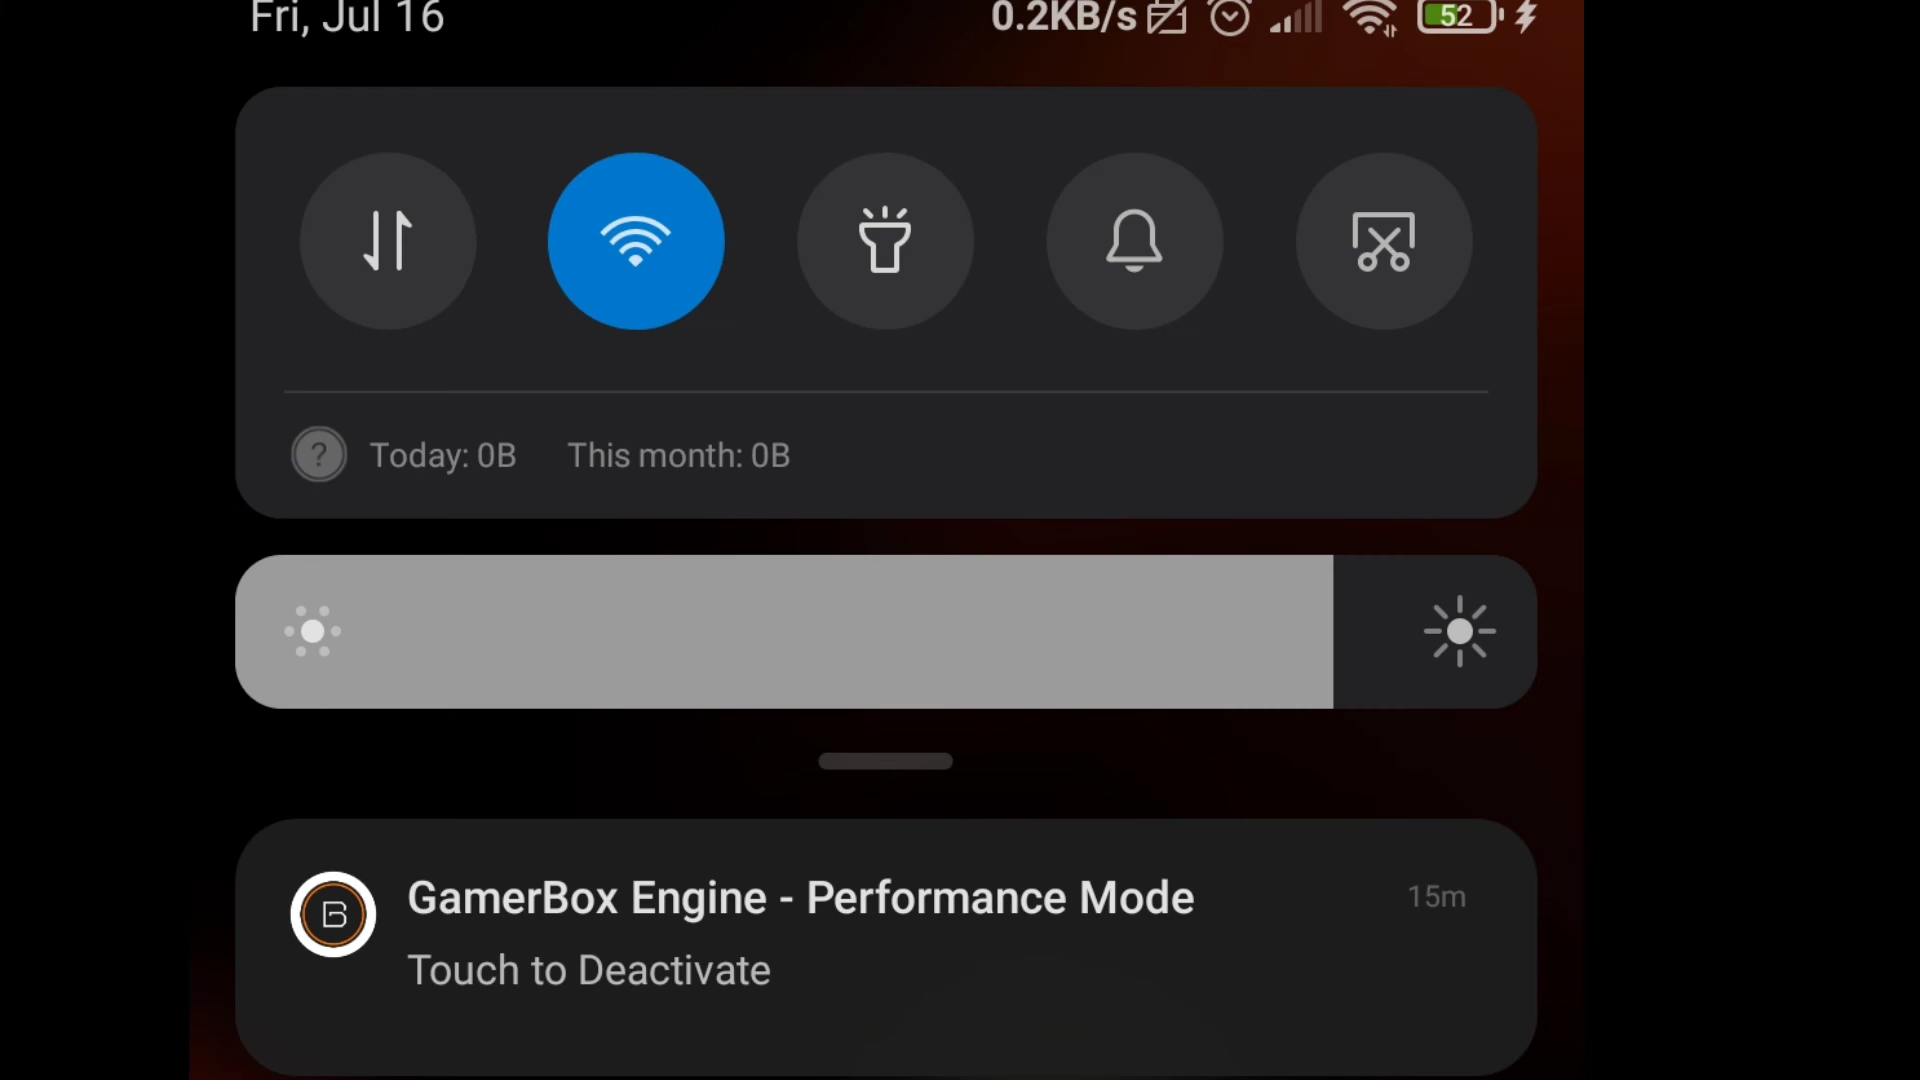 Fri, Jul 16
0.2KB/s 52
? Today: 0B This month: 0B
GamerBox Engine - Performance Mode 15m
Touch to Deactivate